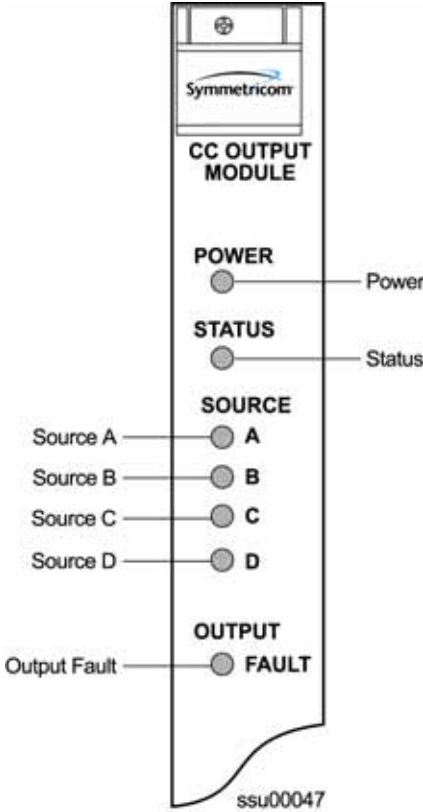 Symmetricom
CC OUTPUT
MODULE
POWER
Power
STATUS
Status
SOURCE
Source A
A
Source B
B
Source C
C
Source D
D
OUTPUT
Output Fault
FAULT
ssu00047